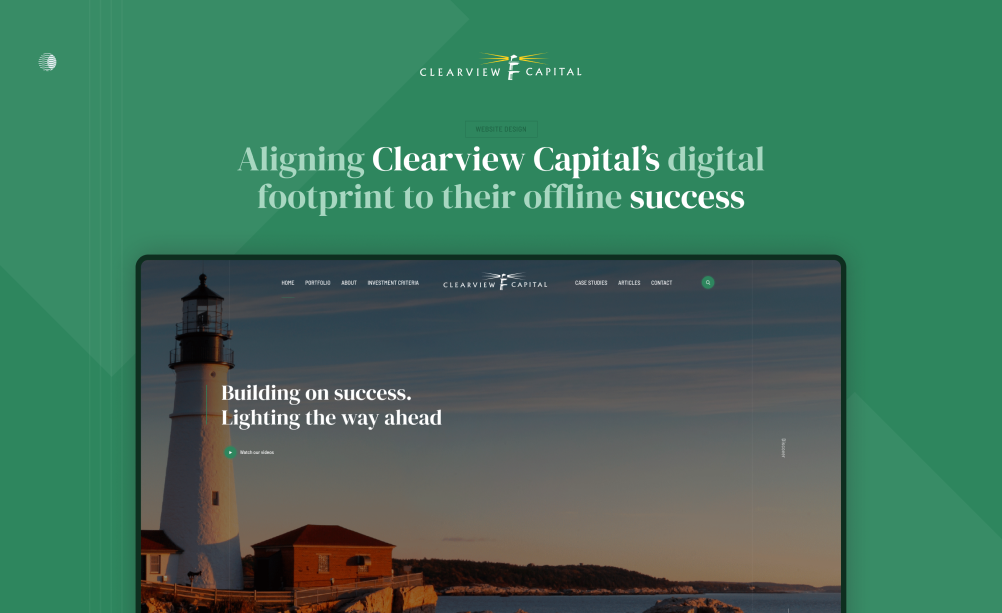 CLEARVIEW CAPITAL
WEBSITE DESIGN
Aligning Clearview Capital’s digital
footprint to their offline success
HOME PORTFOLIO ABOUT INVESTMENT CRITERIA CLEARVIEW CAPITAL CASE STUDIES ARTICLES CONTACT
Building on success.
Lighting the way ahead
Watch our videos
Discover